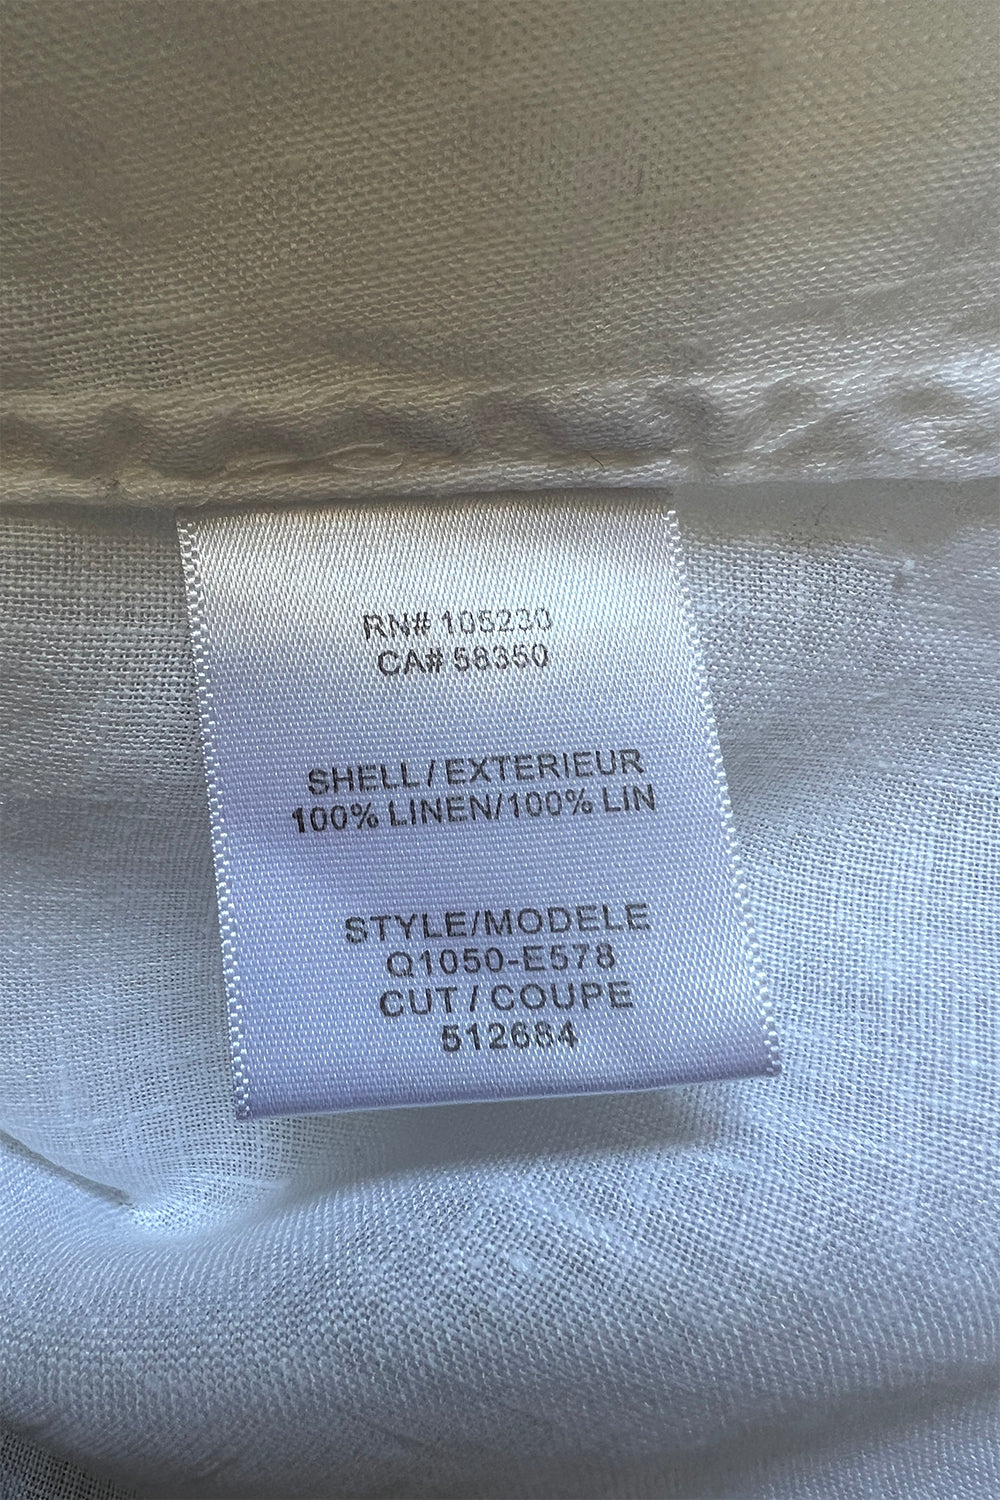 RN# 105230
CA# 58350
SHELL/EXTERIEUR
100% LINEN/100% LIN
STYLE/MODELE
Q1050-E578
CUT/COUPE
512684